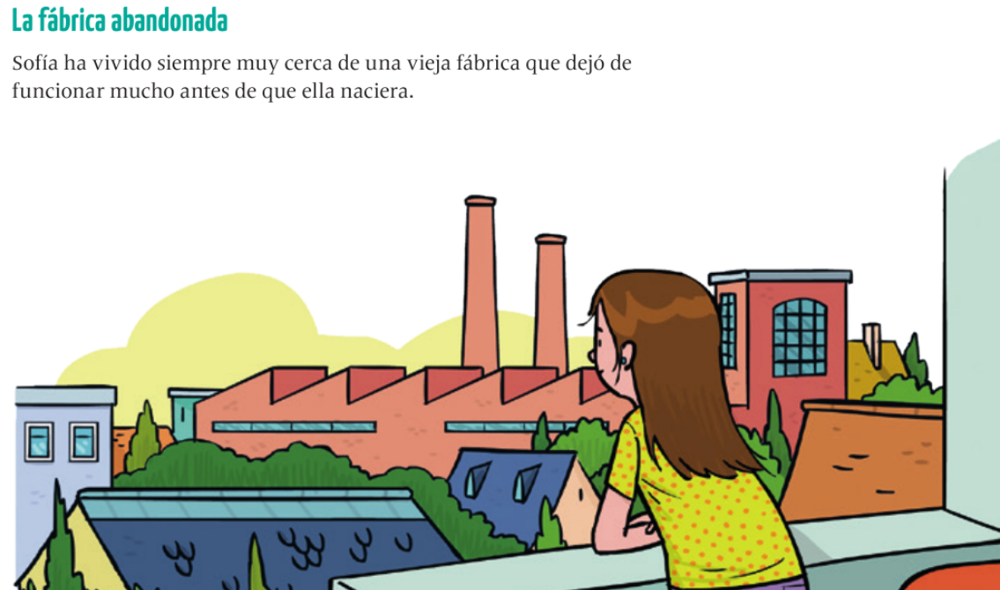 La fábrica abandonada
Sofía ha vivido siempre muy cerca de una vieja fábrica que dejó de
funcionar mucho antes de que ella naciera.